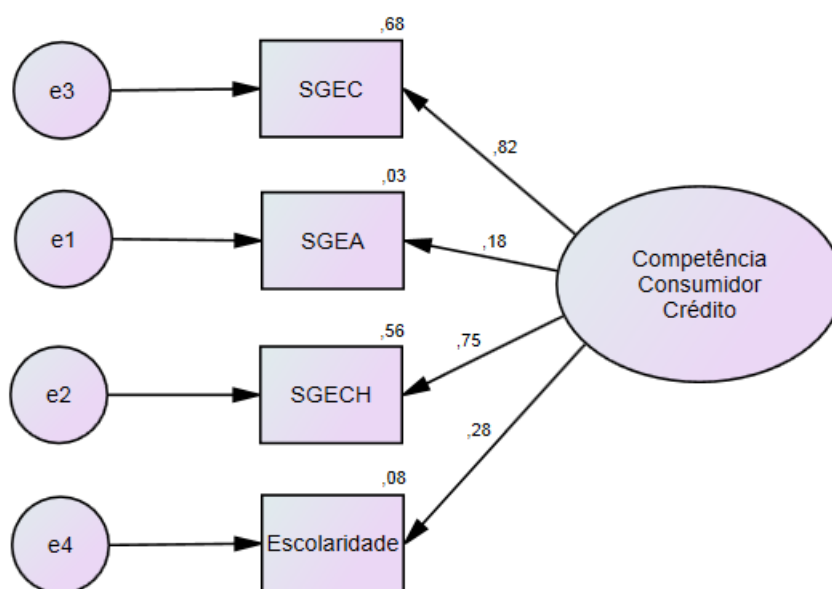 ,68
e3
SGEC
,82
,03
e1
SGEA
,18
Competência
Consumidor
Crédito
,56
,75
e2
SGECH
,28
,08
e4
Escolaridade